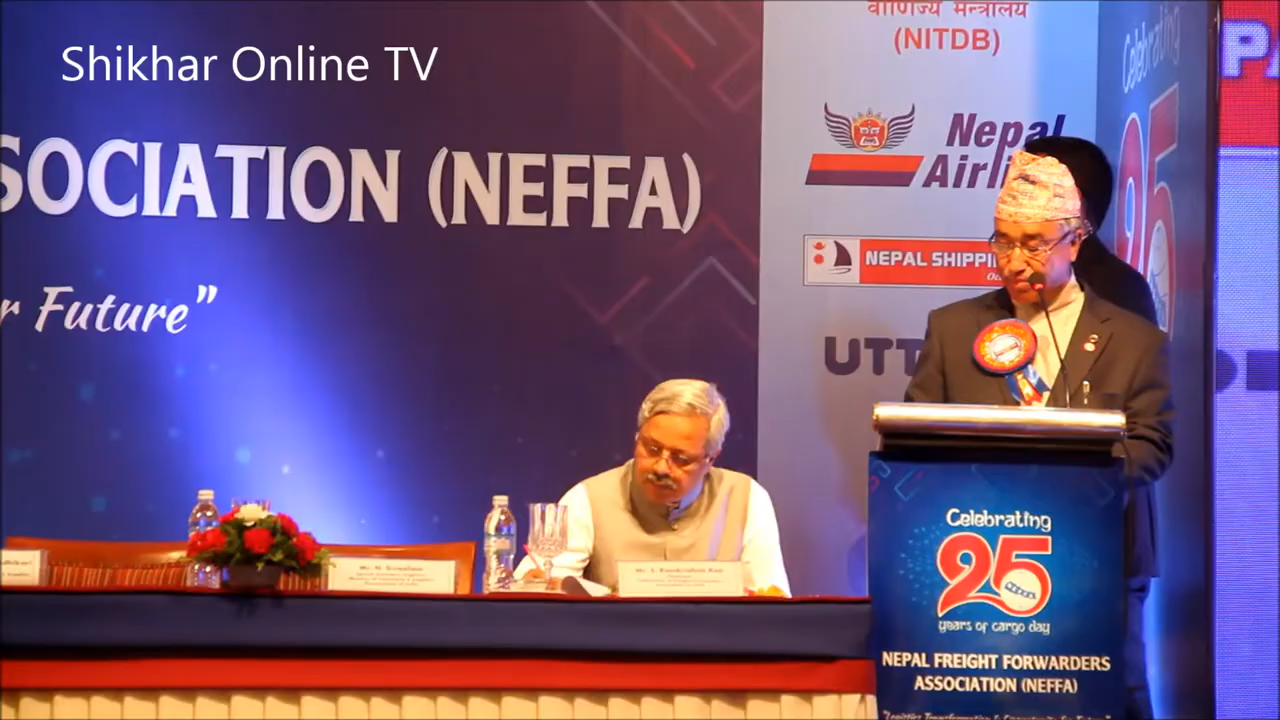 Shikhar Online TV
SOCIATION (NEFFA)
r Future"
वाणिज्य मन्त्रालय
(NITDB)
Nepal
Airli
NEPAL SHIPPI
UTT
Celebrating
25
PA
Celebrating
25
years of cargo day
NEPAL FREIGHT FORWARDERS
ASSOCIATION (NEFFA)